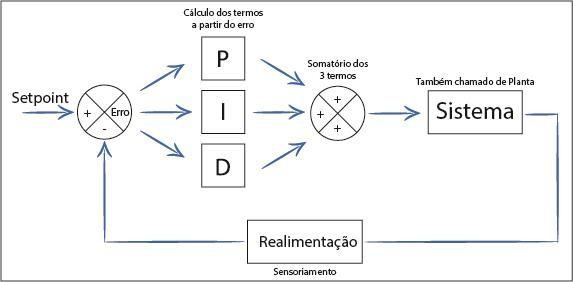 Cálculo dos termos
a partir do erro
P
Somatório dos
3 termos
Também chamado de Planta
Setpoint
+
Erro
-
I
+
+
+
Sistema
D
Realimentação
Sensoriamento